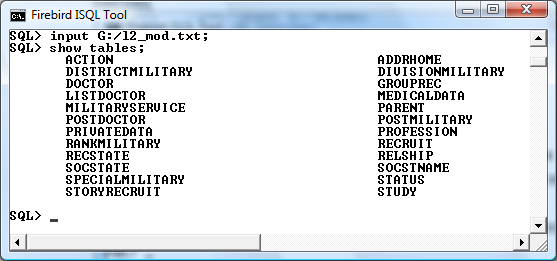 Firebird ISQL Tool
SQL> input G:/l2_mod.txt;
SQL> show tables;
ACTION ADDRHOME
DISTRICTMILITARY DIVISIONMILITARY
DOCTOR GROUPREC
LISTDOCTOR MEDICALDATA
MILITARYSERVICE PARENT
POSTDOCTOR POSTMILITARY
PRIVATEDATA PROFESSION
RANKMILITARY RECRUIT
RECSTATE RELSHIP
SOCSTATE SOCSTNAME
SPECIALMILITARY STATUS
STORYRECRUIT STUDY
SQL> _